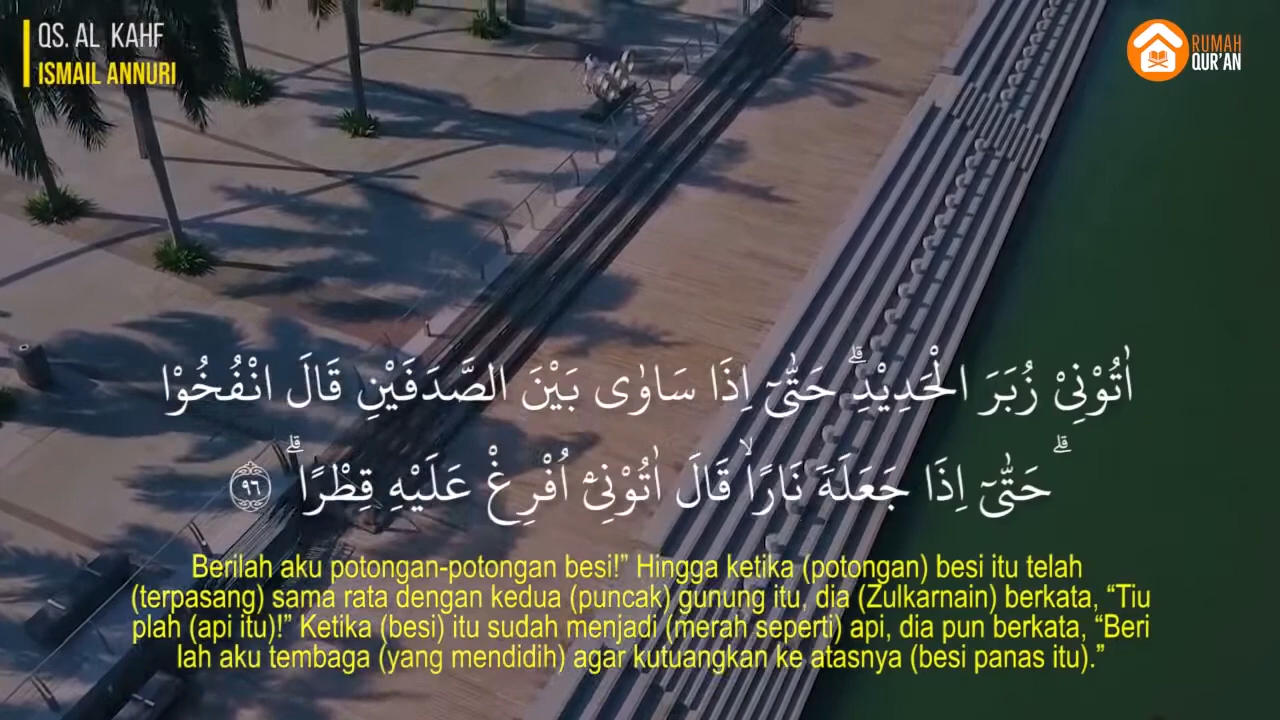 QS. AL KAHF
ISMAIL ANNURI
RUMAH
QUR'AN
اٰتُوْنِيْ زُبَرَ الْحَدِيْدِۗ حَتّٰىٓ اِذَا سَاوٰى بَيْنَ الصَّدَفَيْنِ قَالَ انْفُخُوْا
ۗ حَتّٰىٓ اِذَا جَعَلَهٗ نَارًاۙ قَالَ اٰتُوْنِيْٓ اُفْرِغْ عَلَيْهِ قِطْرًا ۗ ٩٦
Berilah aku potongan-potongan besi!” Hingga ketika (potongan) besi itu telah
(terpasang) sama rata dengan kedua (puncak) gunung itu, dia (Zulkarnain) berkata, “Tiu
plah (api itu)!” Ketika (besi) itu sudah menjadi (merah seperti) api, dia pun berkata, “Beri
lah aku tembaga (yang mendidih) agar kutuangkan ke atasnya (besi panas itu).”